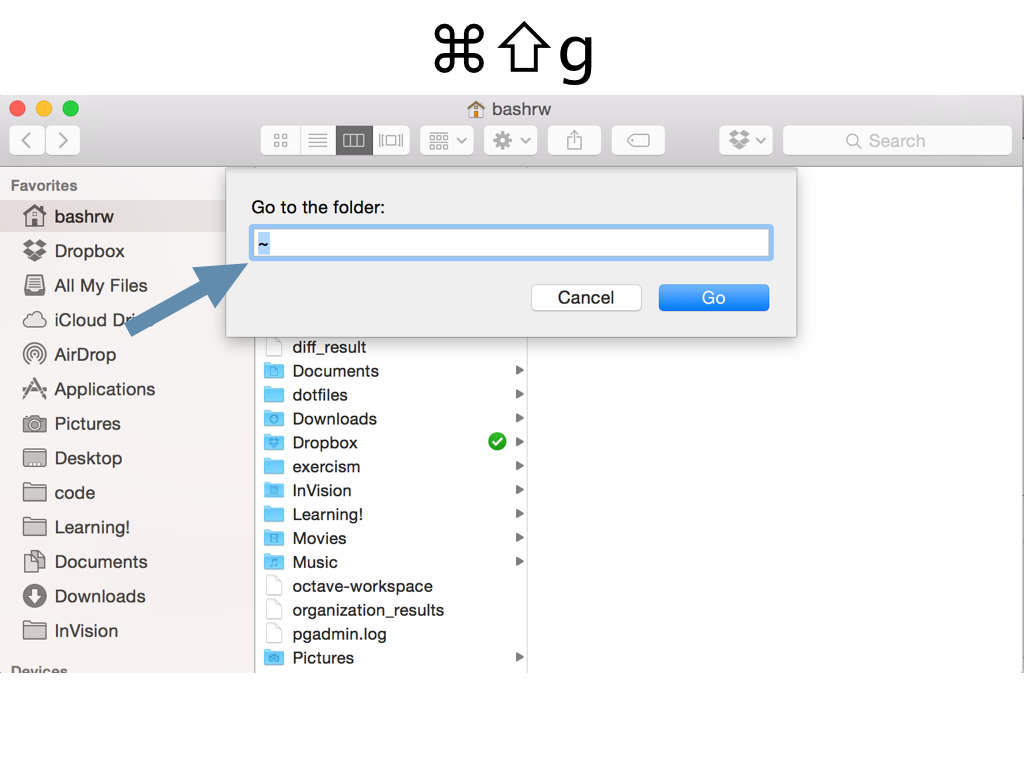 ⌘⇧g
bashrw
Search
Favorites
bashrw
Dropbox
All My Files
iCloud Dri
AirDrop
Applications
Pictures
Desktop
code
Learning!
Documents
Downloads
InVision
Devices
Go to the folder:
~
Cancel
Go
diff_result
Documents
dotfiles
Downloads
Dropbox
exercism
InVision
Learning!
Movies
Music
octave-workspace
organization_results
pgadmin.log
Pictures